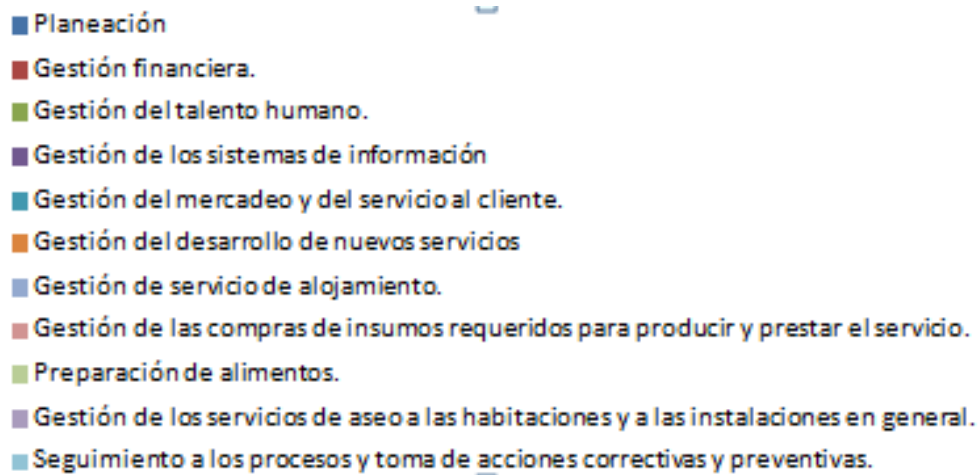 Planeación
Gestión financiera.
Gestión del talento humano.
Gestión de los sistemas de información
Gestión del mercadeo y del servicio al cliente.
Gestión del desarrollo de nuevos servicios
Gestión de servicio de alojamiento.
Gestión de las compras de insumos requeridos para producir y prestar el servicio.
Preparación de alimentos.
Gestión de los servicios de aseo a las habitaciones y a las instalaciones en general.
Seguimiento a los procesos y toma de acciones correctivas y preventivas.